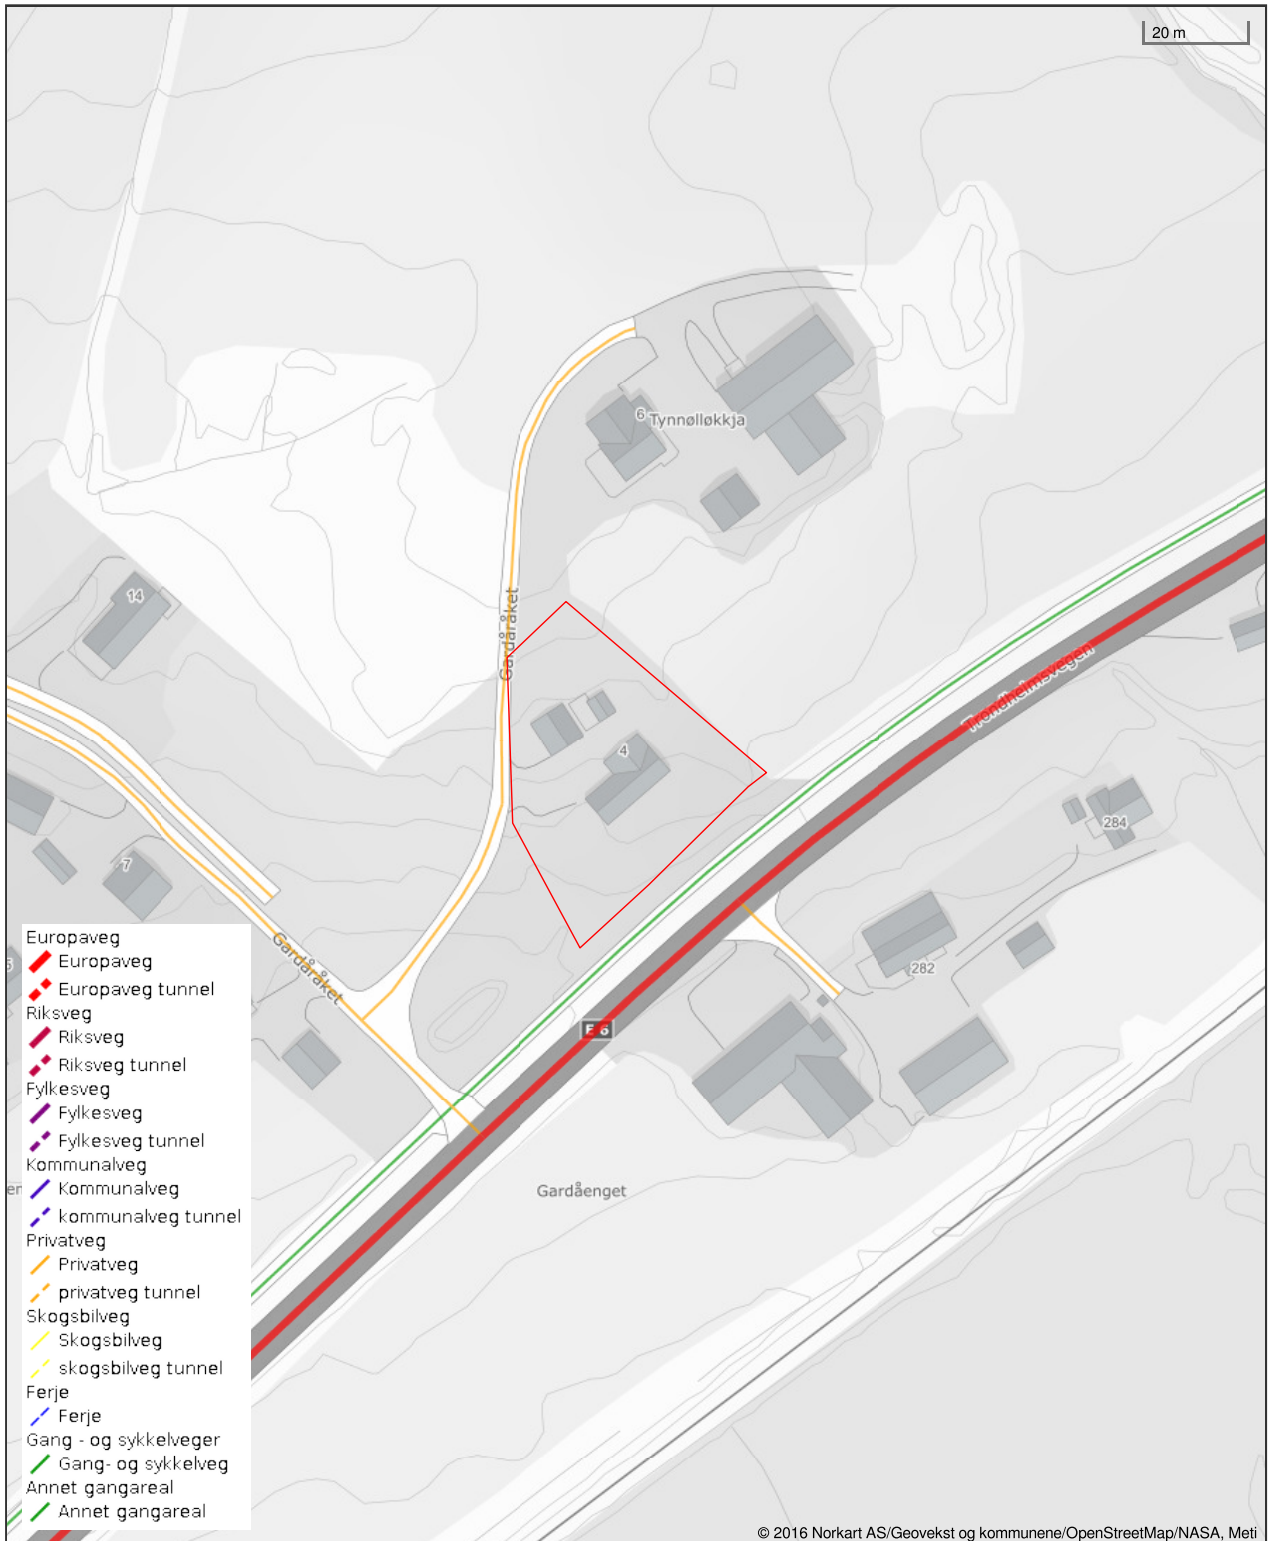 20 m
6 Tynnølløkkja
Gardåråket
14
Trondheimsvegen
4
284
7
282
Gardåråket
E 6
Gardåenget
Europaveg
Europaveg
Europaveg tunnel
Riksveg
Riksveg
Riksveg tunnel
Fylkesveg
Fylkesveg
Fylkesveg tunnel
Kommunalveg
Kommunalveg
kommunalveg tunnel
Privatveg
Privatveg
privatveg tunnel
Skogsbilveg
Skogsbilveg
skogsbilveg tunnel
Ferje
Ferje
Gang - og sykkelveger
Gang- og sykkelveg
Annet gangareal
Annet gangareal
© 2016 Norkart AS/Geovekst og kommunene/OpenStreetMap/NASA, Meti